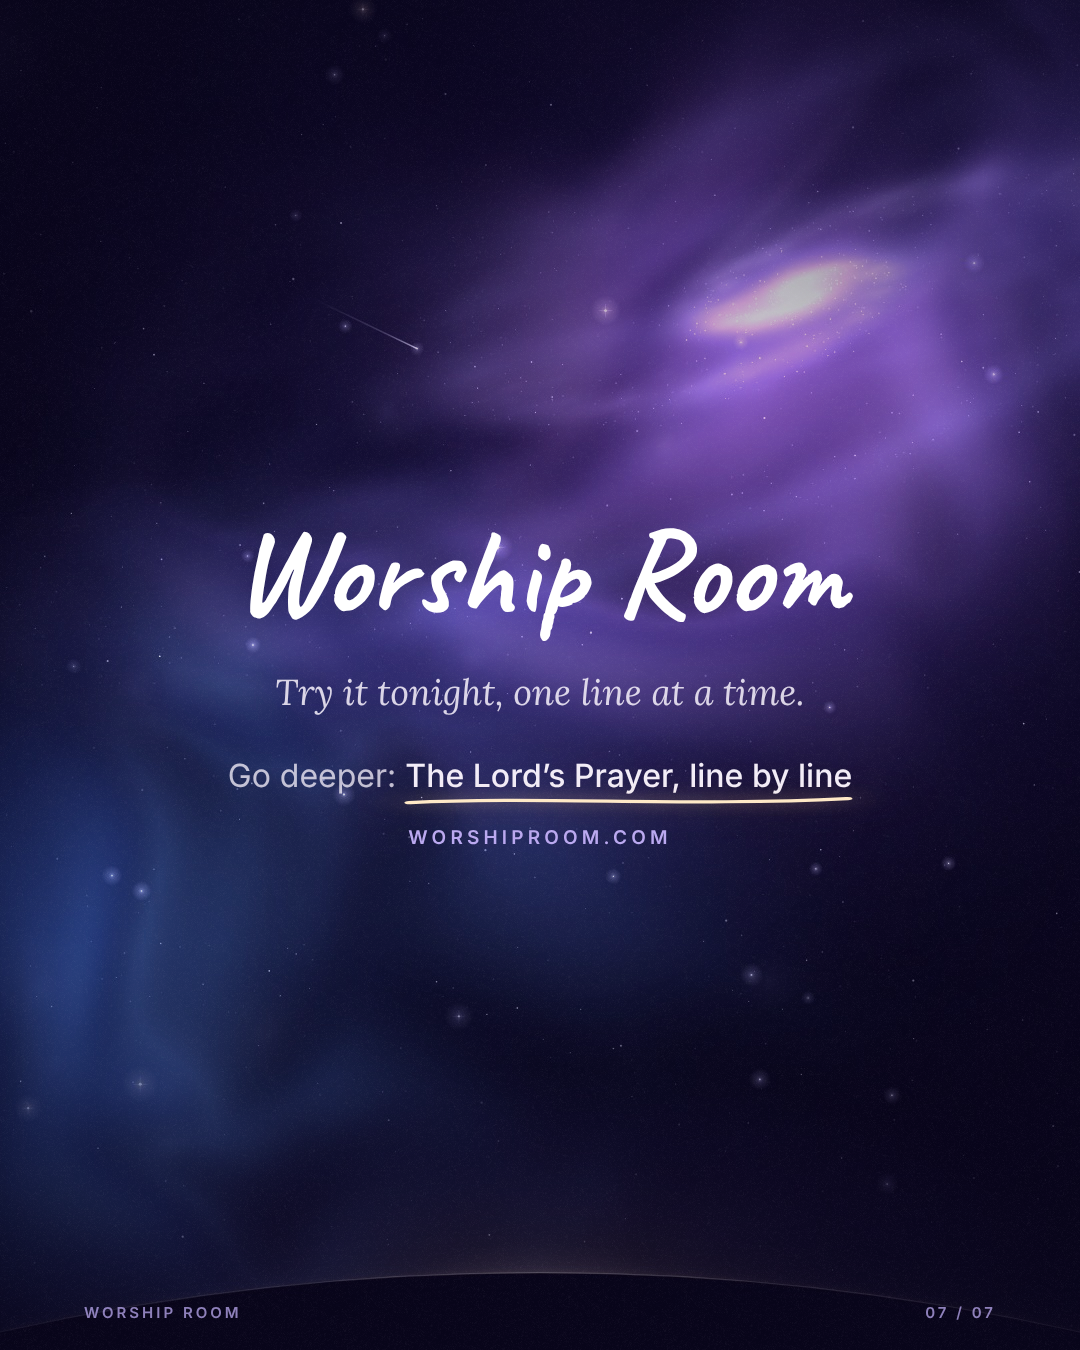 Worship Room
Try it tonight, one line at a time.
Go deeper: The Lord’s Prayer, line by line
WORSHIPROOM.COM
WORSHIP ROOM
07 / 07